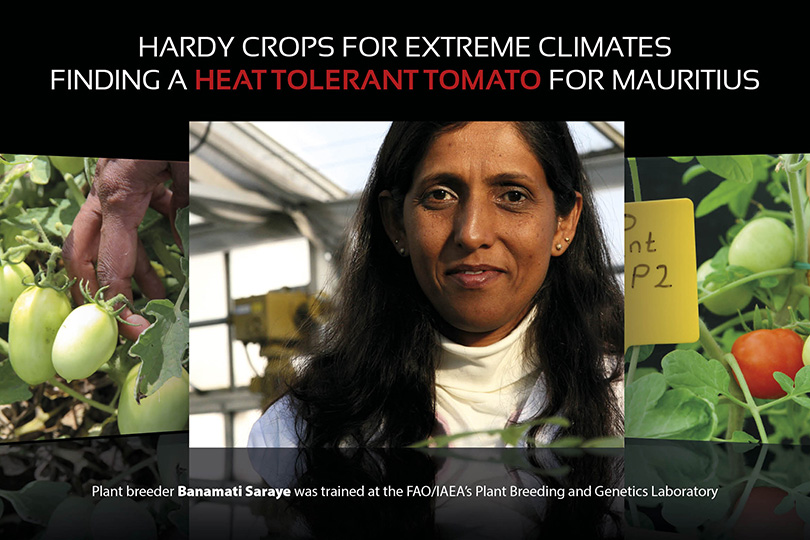 HARDY CROPS FOR EXTREME CLIMATES
FINDING A HEAT TOLERANT TOMATO FOR MAURITIUS
nt
P2
Plant breeder Banamati Saraye was trained at the FAO/IAEA's Plant Breeding and Genetics Laboratory